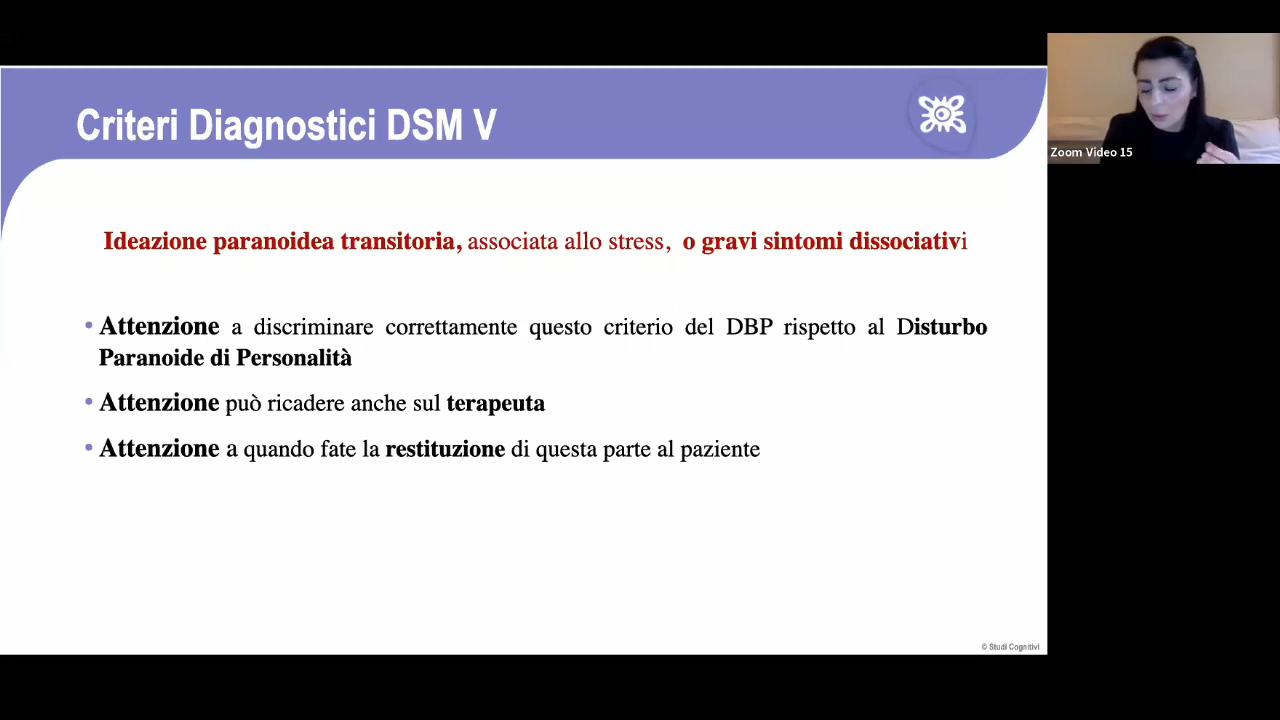 Criteri Diagnostici DSM V
Zoom Video 15
Ideazione paranoidea transitoria, associata allo stress, o gravi sintomi dissociativi
• Attenzione a discriminare correttamente questo criterio del DBP rispetto al Disturbo
Paranoide di Personalità
• Attenzione può ricadere anche sul terapeuta
• Attenzione a quando fate la restituzione di questa parte al paziente
© Studi Cognitivi